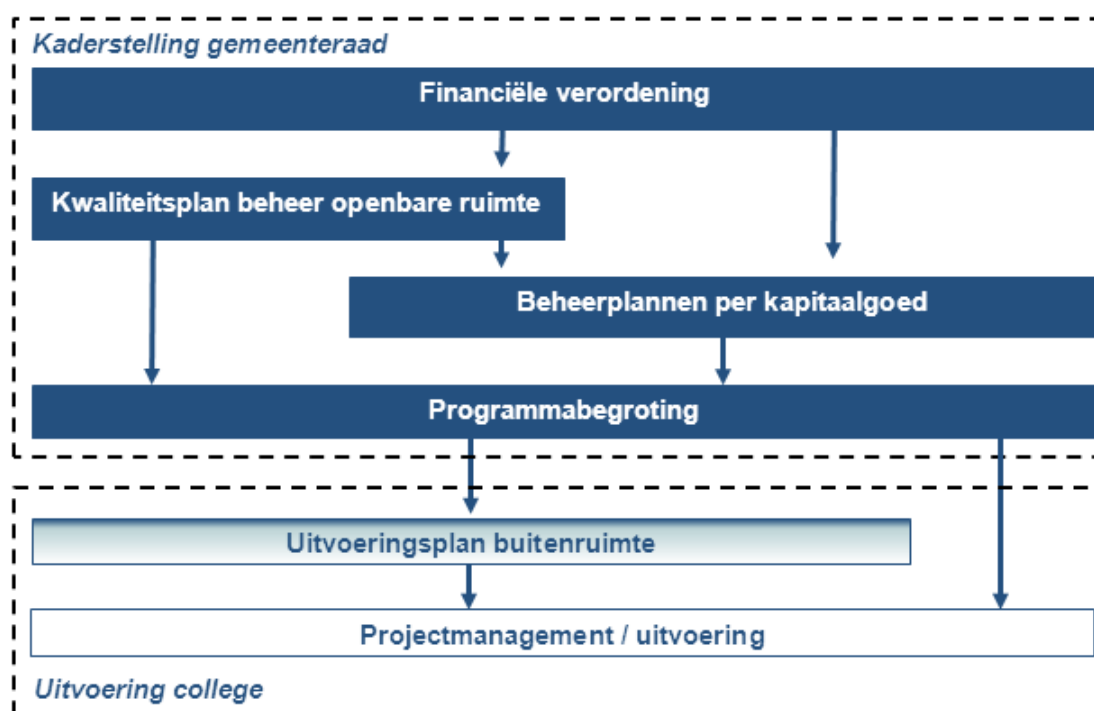 Kaderstelling gemeenteraad
Financiële verordening
Kwaliteitsplan beheer openbare ruimte
Beheerplannen per kapitaalgoed
Programmabegroting
Uitvoeringsplan buitenruimte
Projectmanagement / uitvoering
Uitvoering college